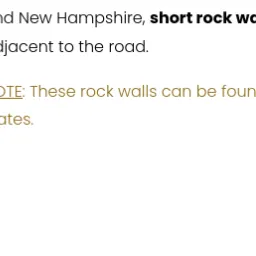 nd New Hampshire, short rock wa
djacent to the road.
OTE: These rock walls can be foun
ates.